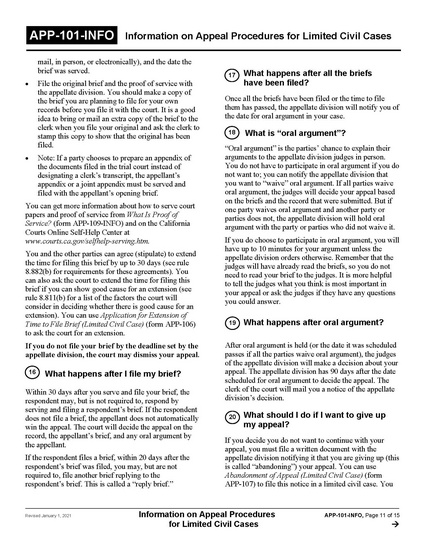 APP-101-INFO Information on Appeal Procedures for Limited Civil Cases
mail, in person, or electronically), and the date the
brief was served.
• File the original brief and the proof of service with
the appellate division. You should make a copy of
the brief you are planning to file for your own
records before you file it with the court. It is a good
idea to bring or mail an extra copy of the brief to the
clerk when you file your original and ask the clerk to
stamp this copy to show that the original has been
filed.
• Note: If a party chooses to prepare an appendix of
the documents filed in the trial court instead of
designating a clerk's transcript, the appellant's
appendix or a joint appendix must be served and
filed with the appellant's opening brief.
You can get more information about how to serve court
papers and proof of service from What Is Proof of
Service? (form APP-109-INFO) and on the California
Courts Online Self-Help Center at
www.courts.ca.gov/selfhelp-serving.htm.
You and the other parties can agree (stipulate) to extend
the time for filing this brief by up to 30 days (see rule
8.882(b) for requirements for these agreements). You
can also ask the court to extend the time for filing this
brief if you can show good cause for an extension (see
rule 8.811(b) for a list of the factors the court will
consider in deciding whether there is good cause for an
extension). You can use Application for Extension of
Time to File Brief (Limited Civil Case) (form APP-106)
to ask the court for an extension.
If you do not file your brief by the deadline set by the
appellate division, the court may dismiss your appeal.
16 What happens after I file my brief?
Within 30 days after you serve and file your brief, the
respondent may, but is not required to, respond by
serving and filing a respondent's brief. If the respondent
does not file a brief, the appellant does not automatically
win the appeal. The court will decide the appeal on the
record, the appellant's brief, and any oral argument by
the appellant.
If the respondent files a brief, within 20 days after the
respondent's brief was filed, you may, but are not
required to, file another brief replying to the
respondent's brief. This is called a "reply brief."
17 What happens after all the briefs
have been filed?
Once all the briefs have been filed or the time to file
them has passed, the appellate division will notify you of
the date for oral argument in your case.
18 What is "oral argument"?
"Oral argument" is the parties' chance to explain their
arguments to the appellate division judges in person.
You do not have to participate in oral argument if you do
not want to; you can notify the appellate division that
you want to "waive" oral argument. If all parties waive
oral argument, the judges will decide your appeal based
on the briefs and the record that were submitted. But if
one party waives oral argument and another party or
parties does not, the appellate division will hold oral
argument with the party or parties who did not waive it.
If you do choose to participate in oral argument, you will
have up to 10 minutes for your argument unless the
appellate division orders otherwise. Remember that the
judges will have already read the briefs, so you do not
need to read your brief to the judges. It is more helpful
to tell the judges what you think is most important in
your appeal or ask the judges if they have any questions
you could answer.
19 What happens after oral argument?
After oral argument is held (or the date it was scheduled
passes if all the parties waive oral argument), the judges
of the appellate division will make a decision about your
appeal. The appellate division has 90 days after the date
scheduled for oral argument to decide the appeal. The
clerk of the court will mail you a notice of the appellate
division's decision.
20 What should I do if I want to give up
my appeal?
If you decide you do not want to continue with your
appeal, you must file a written document with the
appellate division notifying it that you are giving up (this
is called "abandoning") your appeal. You can use
Abandonment of Appeal (Limited Civil Case) (form
APP-107) to file this notice in a limited civil case. You
Revised January 1, 2021
Information on Appeal Procedures
for Limited Civil Cases
APP-101-INFO, Page 11 of 15
→